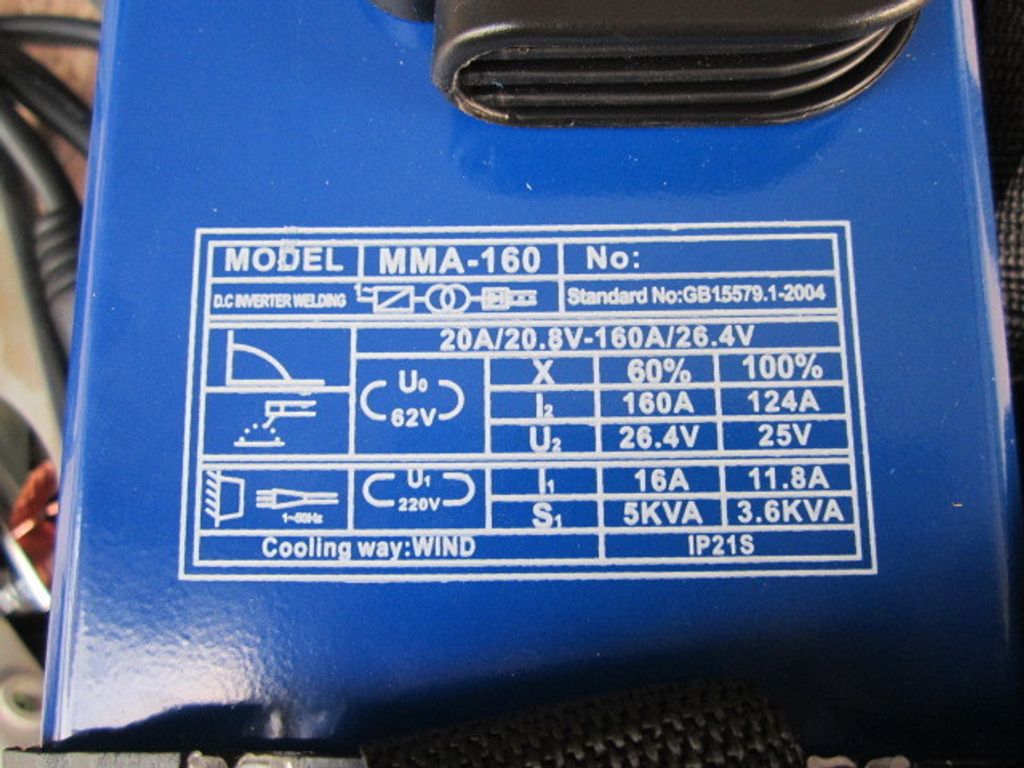 MODEL MMA-160 No:
D.C INVERTER WELDING Standard No:GB15579.1-2004
20A/20.8V-160A/26.4V
U0 62V
X 60% 100%
I2 160A 124A
U2 26.4V 25V
1~50Hz
U1 220V
I1 16A 11.8A
S1 5KVA 3.6KVA
Cooling way:WIND IP21S